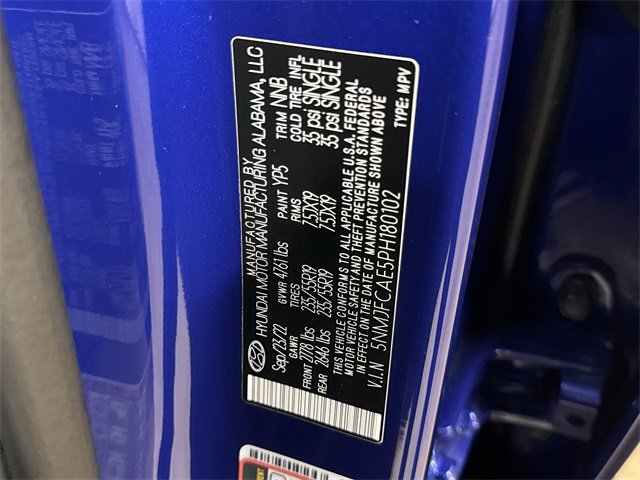 MANUFACTURED BY
HYUNDAI MOTOR MANUFACTURING ALABAMA, LLC
Sep/23/22 GVWR 4761 lbs PAINT YP5 TRIM NNB
GAWR TIRES RIMS COLD TIRE INFL
FRONT 2778 lbs 235/55R19 7.5JX19 35 psi SINGLE
REAR 2646 lbs 235/55R19 7.5JX19 35 psi SINGLE
THIS VEHICLE CONFORMS TO ALL APPLICABLE U.S.A. FEDERAL
MOTOR VEHICLE SAFETY AND THEFT PREVENTION STANDARDS
IN EFFECT ON THE DATE OF MANUFACTURE SHOWN ABOVE
V.I.N 5NMJFCAE5PH180102 TYPE: MPV